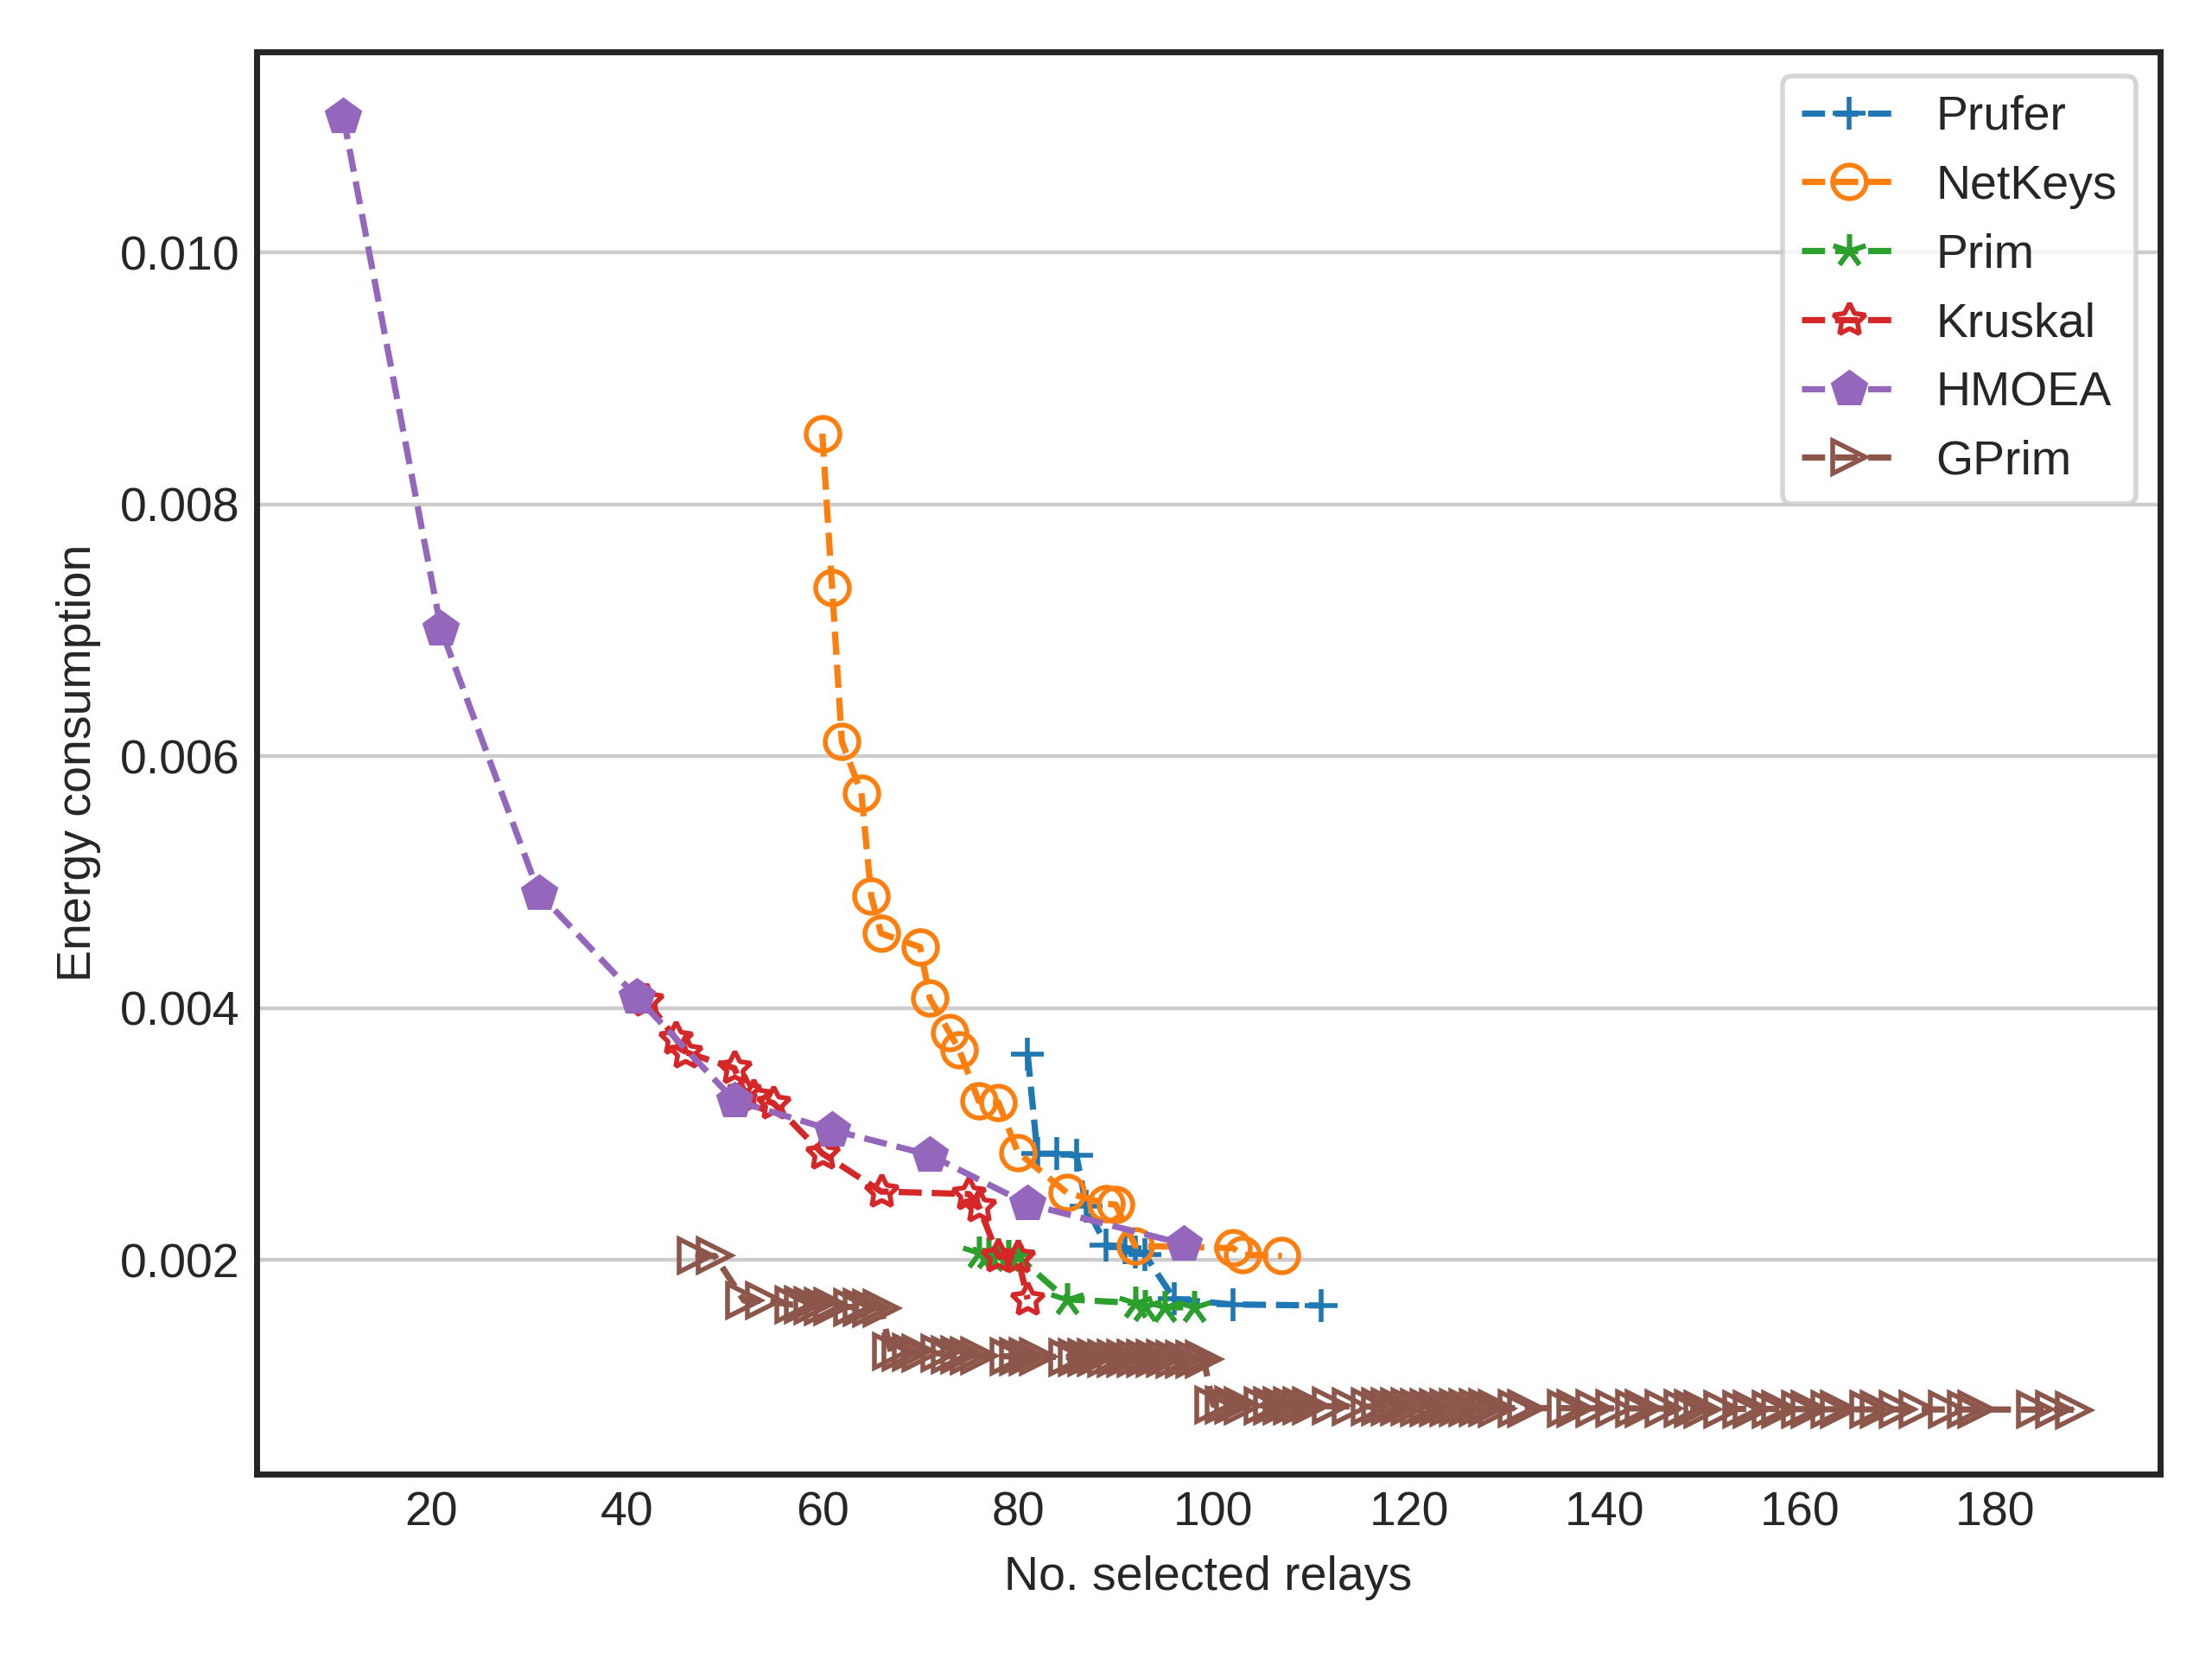 Prufer
NetKeys
Prim
Kruskal
HMOEA
GPrim
0.010
0.008
0.006
0.004
0.002
Energy consumption
20 40 60 80 100 120 140 160 180
No. selected relays